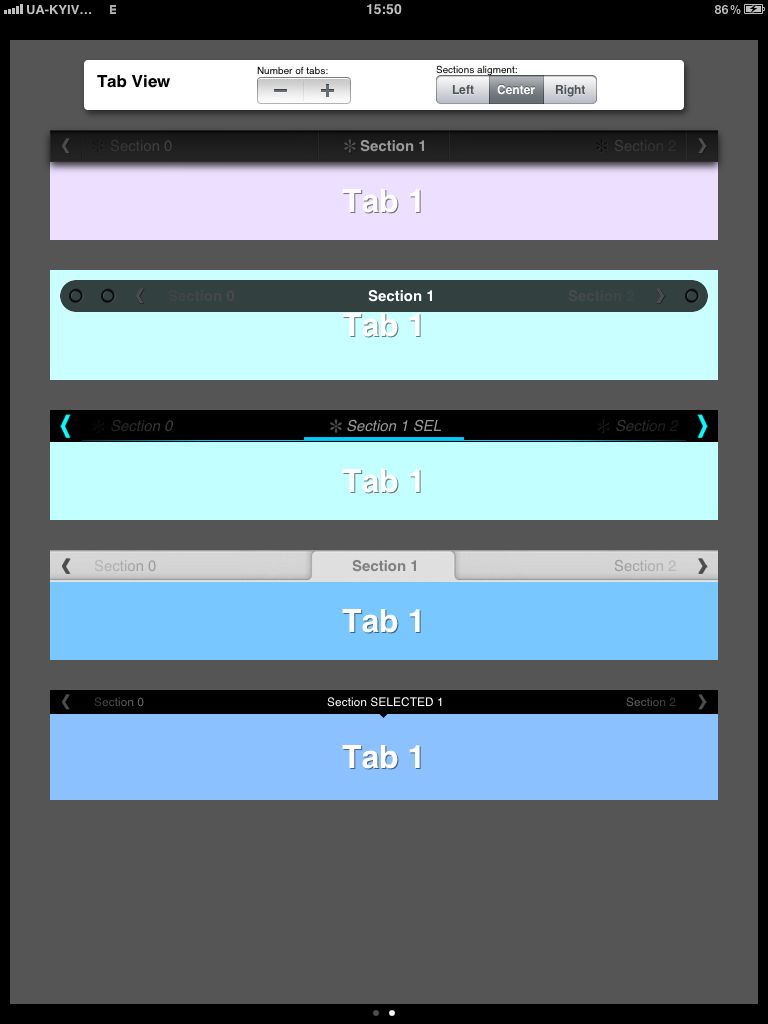 UA-KYIV... E 15:50 86%
Number of tabs: Sections aligment:
Tab View Left Center Right
Section 0 Section 1 Section 2
Tab 1
Section 0 Section 1 Section 2
Tab 1
Section 0 Section 1 SEL Section 2
Tab 1
Section 0 Section 1 Section 2
Tab 1
Section 0 Section SELECTED 1 Section 2
Tab 1